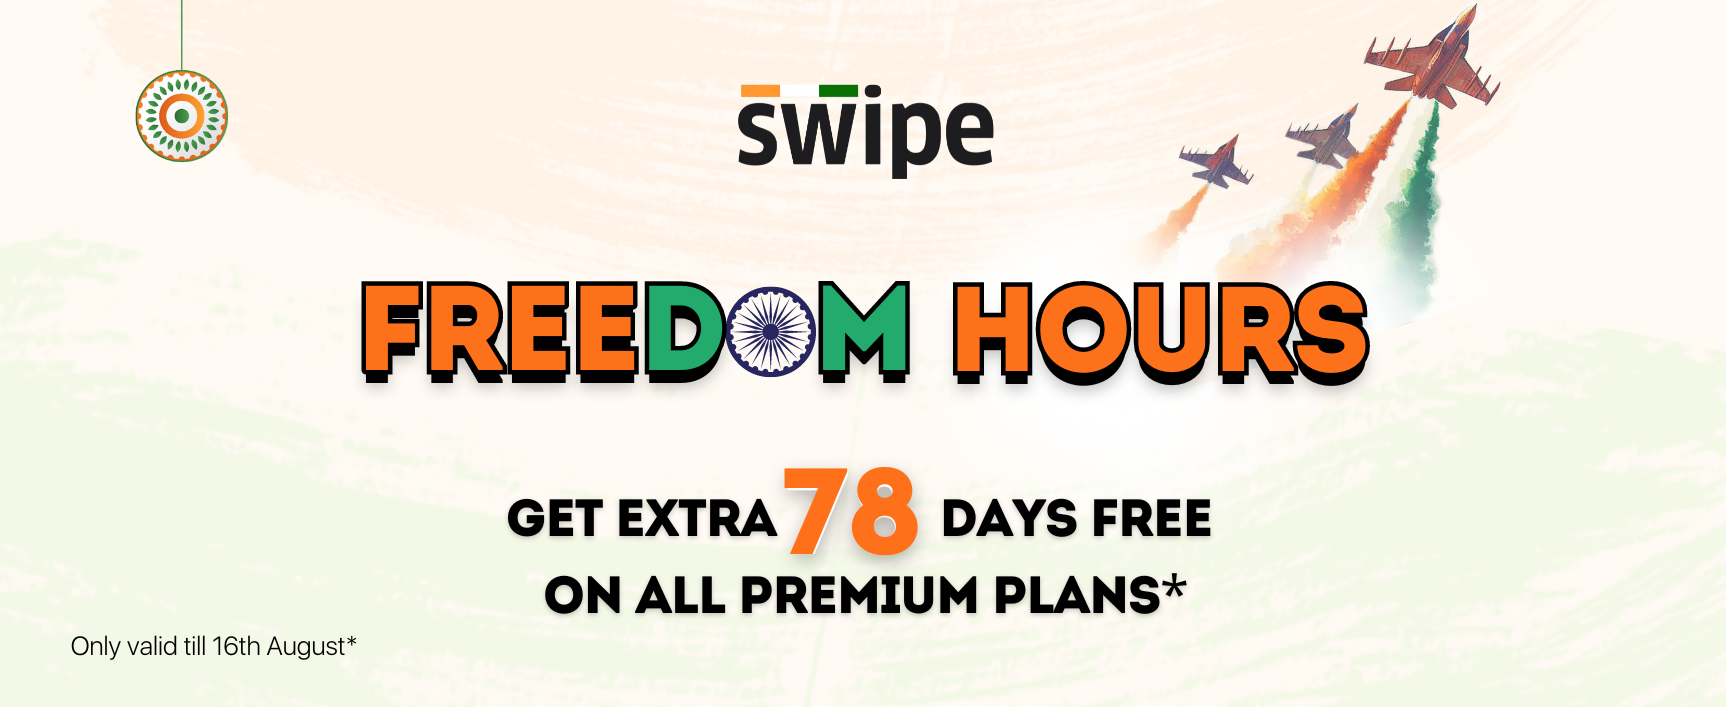 swipe
FREEDOM HOURS
GET EXTRA 78 DAYS FREE
ON ALL PREMIUM PLANS*
Only valid till 16th August*